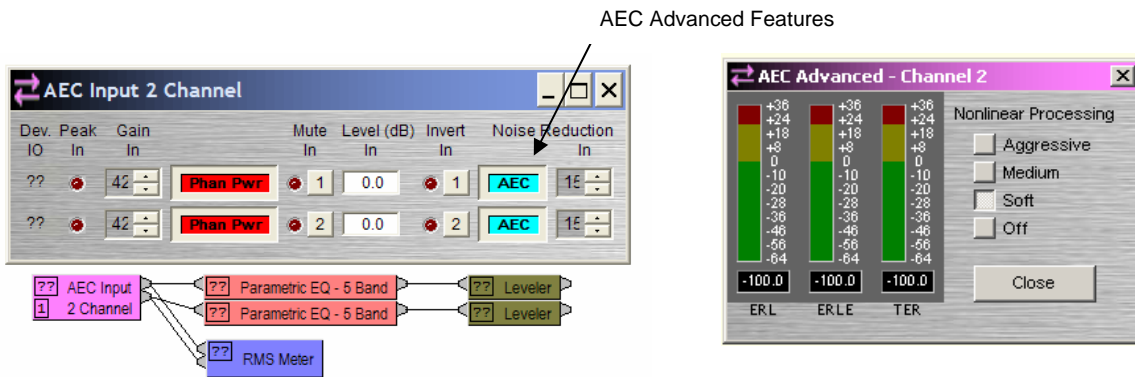 AEC Advanced Features
AEC Input 2 Channel
Dev. Peak Gain Mute Level (dB) Invert Noise Reduction
IO In In In In In In
?? 42 Phan Pwr 1 0.0 1 AEC 15
?? 42 Phan Pwr 2 0.0 2 AEC 15
?? AEC Input
1 2 Channel
?? Parametric EQ - 5 Band
?? Leveler
?? Parametric EQ - 5 Band
?? Leveler
?? RMS Meter
AEC Advanced - Channel 2
+36 +36 +36
+24 +24 +24
+18 +18 +18
+8 +8 +8
0 0 0
-10 -10 -10
-20 -20 -20
-28 -28 -28
-36 -36 -36
-46 -46 -46
-56 -56 -56
-64 -64 -64
-100.0 -100.0 -100.0
ERL ERLE TER
Nonlinear Processing
Aggressive
Medium
Soft
Off
Close